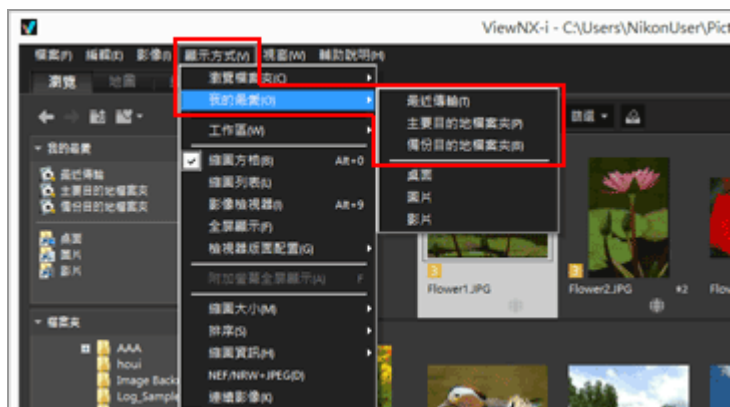 ViewNX-i - C:\Users\NikonUser\Pict
檔案(F) 編輯(E) 影像(I) 顯示方式(V) 視窗(W) 輔助說明(H)
瀏覽 地圖
瀏覽檔案夾(C)
我的最愛(O)
工作區(W)
縮圖方格(B) Alt+0
縮圖列表(L)
影像檢視器(I) Alt+9
全屏顯示(F)
檢視器版面配置(G)
附加螢幕全屏顯示(A) F
縮圖大小(M)
排序(S)
縮圖資訊(H)
NEF/NRW+JPEG(D)
連續影像(K)
最近傳輸(T)
主要目的地檔案夾(P)
備份目的地檔案夾(B)
桌面
圖片
影片
篩選
我的最愛
最近傳輸
主要目的地檔案夾
備份目的地檔案夾
桌面
圖片
影片
檔案夾
AAA
houi
Image Back
Log_Sample
3
Flower1.JPG
3
Flower2.JPG
×2
Flow